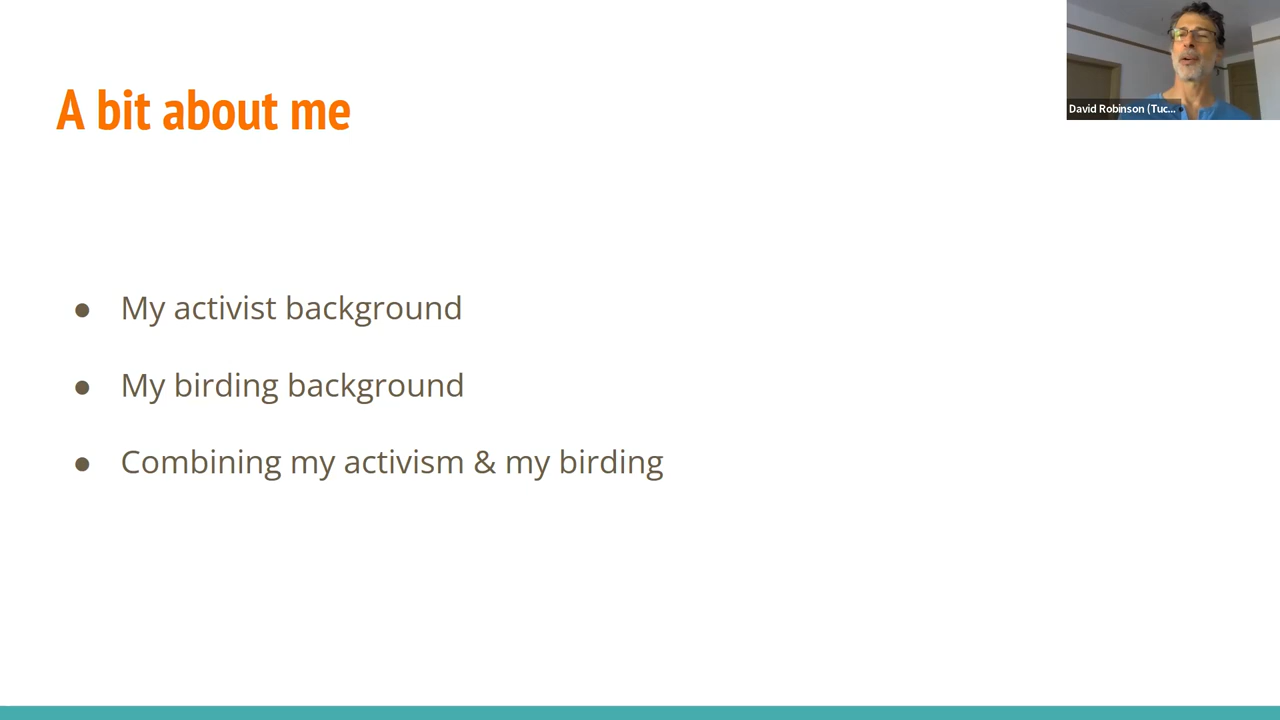 David Robinson (Tuc...
A bit about me
● My activist background
● My birding background
● Combining my activism & my birding